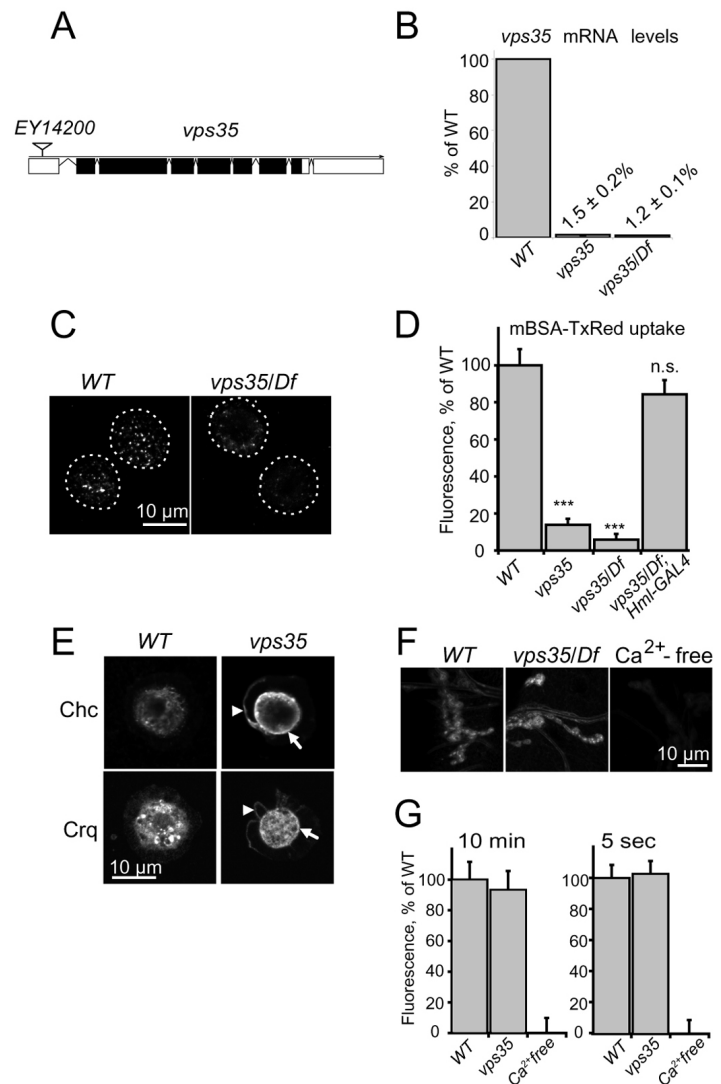 A
EY14200
vps35
B
vps35 mRNA levels
% of WT
100
80
60
40
20
0
1.5 ± 0.2%
1.2 ± 0.1%
WT
vps35
vps35/Df
C
WT
vps35/Df
10 µm
D
mBSA-TxRed uptake
Fluorescence, % of WT
100
80
60
40
20
0
***
***
n.s.
WT
vps35
vps35/Df
vps35/Df;
Hml-GAL4
E
WT
vps35
Chc
Crq
10 µm
F
WT
vps35/Df
Ca2+- free
10 µm
G
10 min
Fluorescence, % of WT
100
80
60
40
20
0
WT
vps35
Ca2+free
5 sec
100
80
60
40
20
0
WT
vps35
Ca2+free